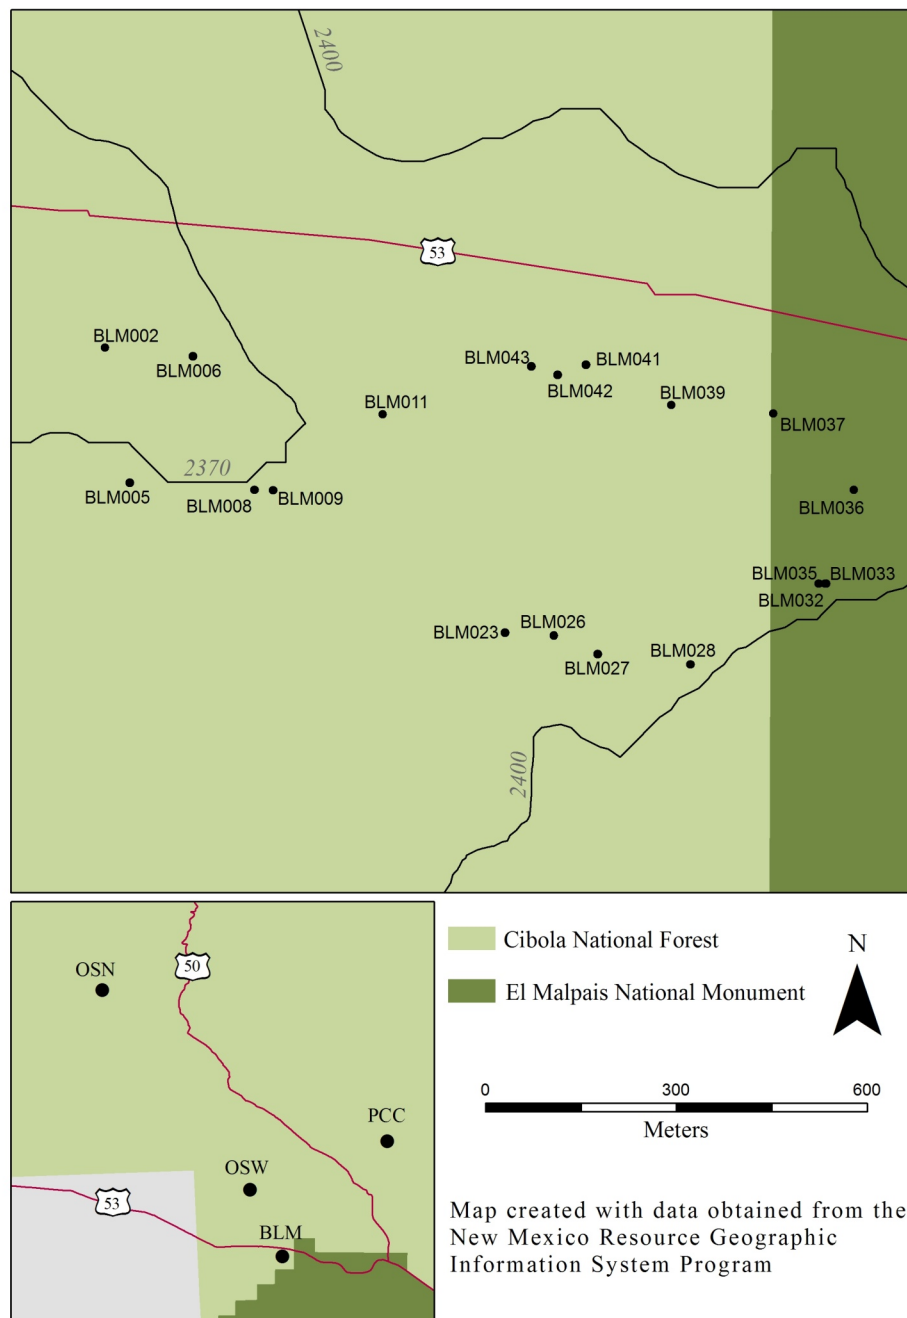 2400
53
BLM002
BLM006
BLM043
BLM041
BLM042
BLM011
BLM039
BLM037
2370
BLM005
BLM008
BLM009
BLM036
BLM035
BLM033
BLM032
BLM023
BLM026
BLM027
BLM028
2400
OSN
50
PCC
OSW
53
BLM
Cibola National Forest
El Malpais National Monument
N
0 300 600
Meters
Map created with data obtained from the
New Mexico Resource Geographic
Information System Program